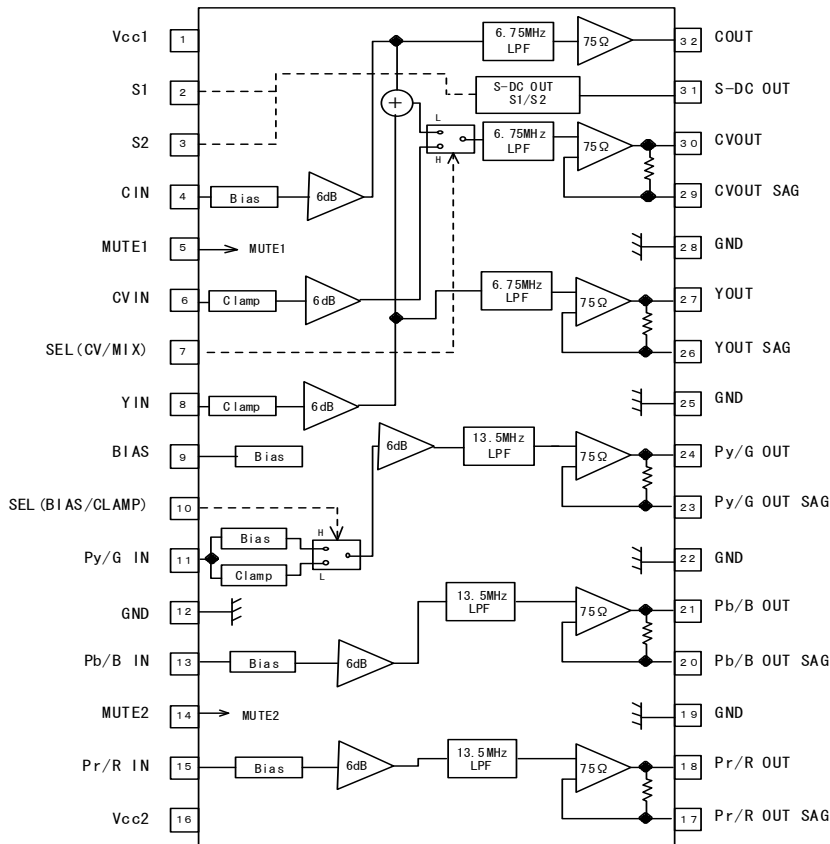 Vcc1 1
S1 2
S2 3
CIN 4 Bias 6dB
MUTE1 5 MUTE1
CVIN 6 Clamp 6dB
SEL(CV/MIX) 7
YIN 8 Clamp 6dB
BIAS 9 Bias
SEL(BIAS/CLAMP) 10
Py/G IN 11 Bias
Clamp
H
L
GND 12
Pb/B IN 13 Bias 6dB
MUTE2 14 MUTE2
Pr/R IN 15 Bias 6dB
Vcc2 16
+
L
H
6.75MHz
LPF
75Ω
32 COUT
S-DC OUT
S1/S2
31 S-DC OUT
6.75MHz
LPF
75Ω
30 CVOUT
29 CVOUT SAG
28 GND
6.75MHz
LPF
75Ω
27 YOUT
26 YOUT SAG
25 GND
6dB
13.5MHz
LPF
75Ω
24 Py/G OUT
23 Py/G OUT SAG
22 GND
13.5MHz
LPF
75Ω
21 Pb/B OUT
20 Pb/B OUT SAG
19 GND
13.5MHz
LPF
75Ω
18 Pr/R OUT
17 Pr/R OUT SAG